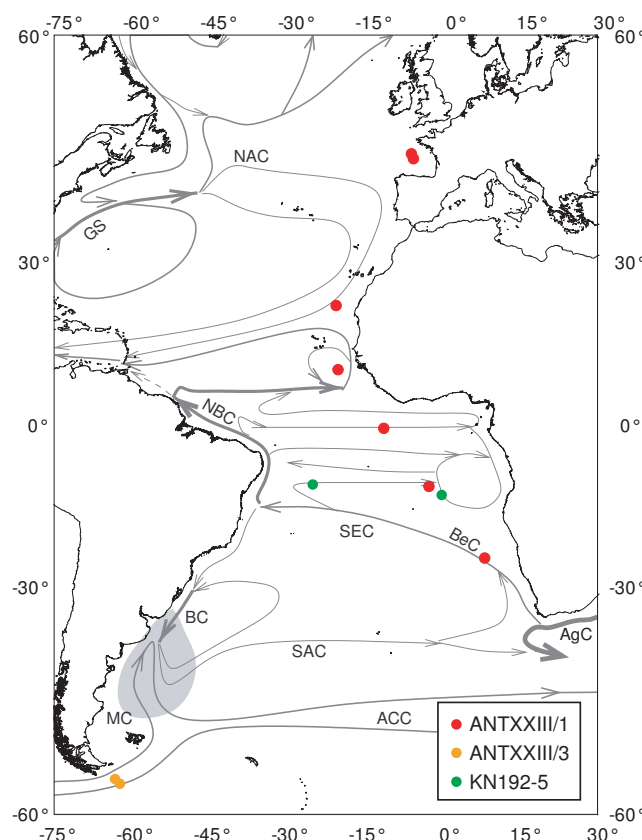 -75° -60° -45° -30° -15° 0° 15° 30°
60° 60°
NAC
GS
30° 30°
NBC
0° 0°
SEC
BeC
-30° -30°
BC
AgC
SAC
MC
ACC
ANTXXIII/1
ANTXXIII/3
KN192-5
-60° -60°
-75° -60° -45° -30° -15° 0° 15° 30°